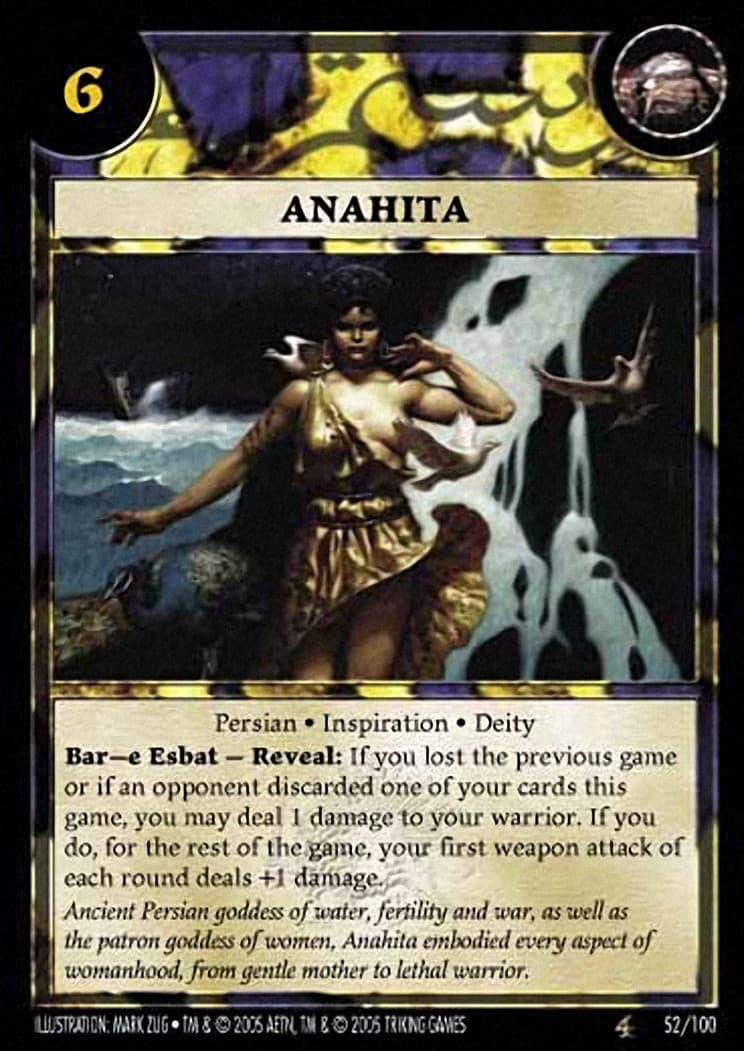 6
ANAHITA
Persian • Inspiration • Deity
Bar—e Esbat — Reveal: If you lost the previous game
or if an opponent discarded one of your cards this
game, you may deal 1 damage to your warrior. If you
do, for the rest of the game, your first weapon attack of
each round deals +1 damage.
Ancient Persian goddess of water, fertility and war, as well as
the patron goddess of women, Anahita embodied every aspect of
womanhood, from gentle mother to lethal warrior.
ILLUSTRATION: MARK ZUG • TM & © 2005 AETN, TM & © 2005 TRIKING GAMES 4 52/100